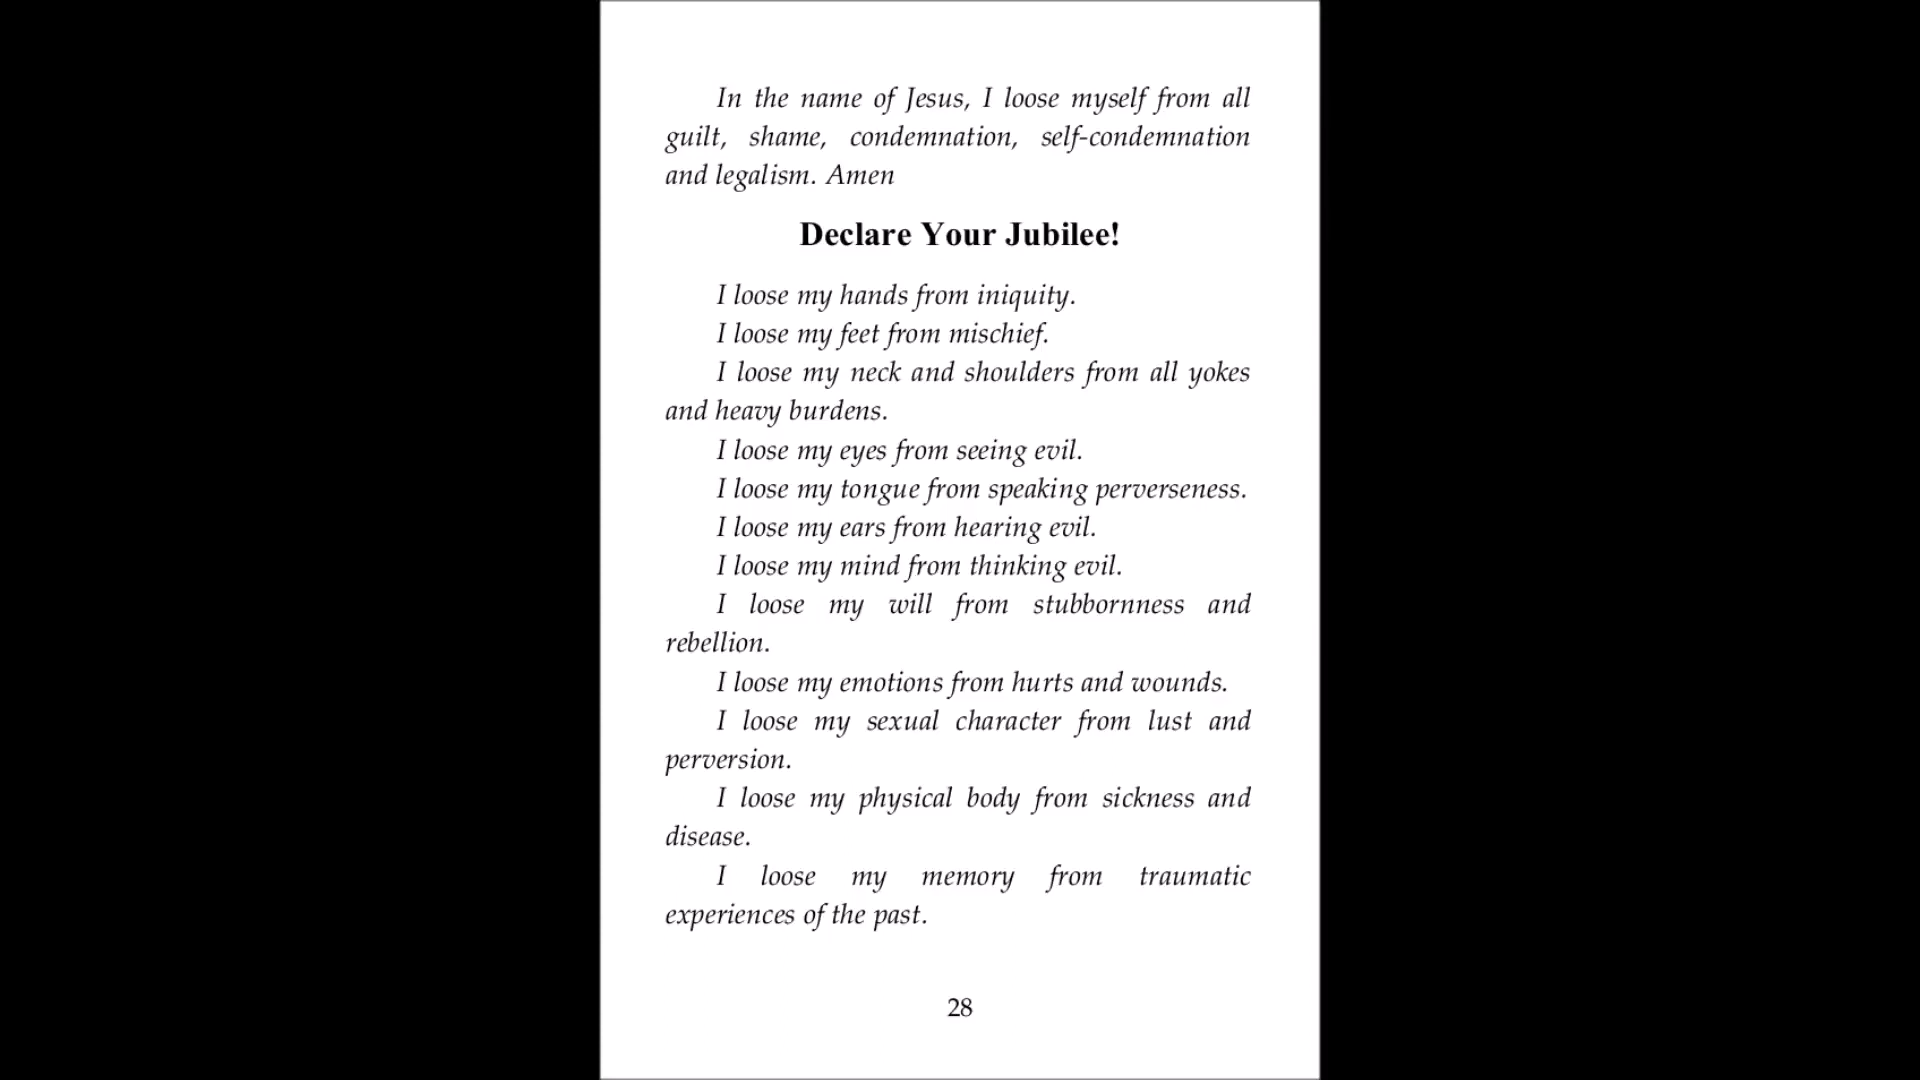 In the name of Jesus, I loose myself from all
guilt, shame, condemnation, self-condemnation
and legalism. Amen
Declare Your Jubilee!
I loose my hands from iniquity.
I loose my feet from mischief.
I loose my neck and shoulders from all yokes
and heavy burdens.
I loose my eyes from seeing evil.
I loose my tongue from speaking perverseness.
I loose my ears from hearing evil.
I loose my mind from thinking evil.
I loose my will from stubbornness and
rebellion.
I loose my emotions from hurts and wounds.
I loose my sexual character from lust and
perversion.
I loose my physical body from sickness and
disease.
I loose my memory from traumatic
experiences of the past.
28